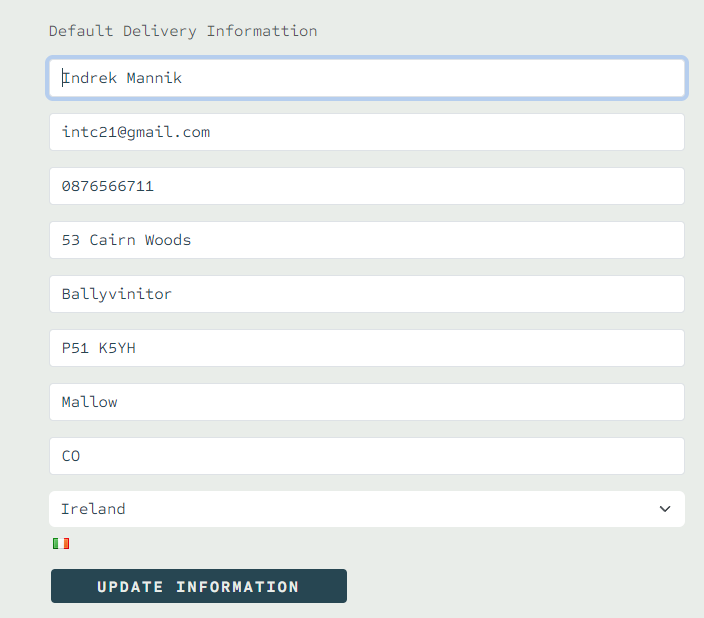 Default Delivery Informattion
Indrek Mannik
intc21@gmail.com
0876566711
53 Cairn Woods
Ballyvinitor
P51 K5YH
Mallow
CO
Ireland
UPDATE INFORMATION